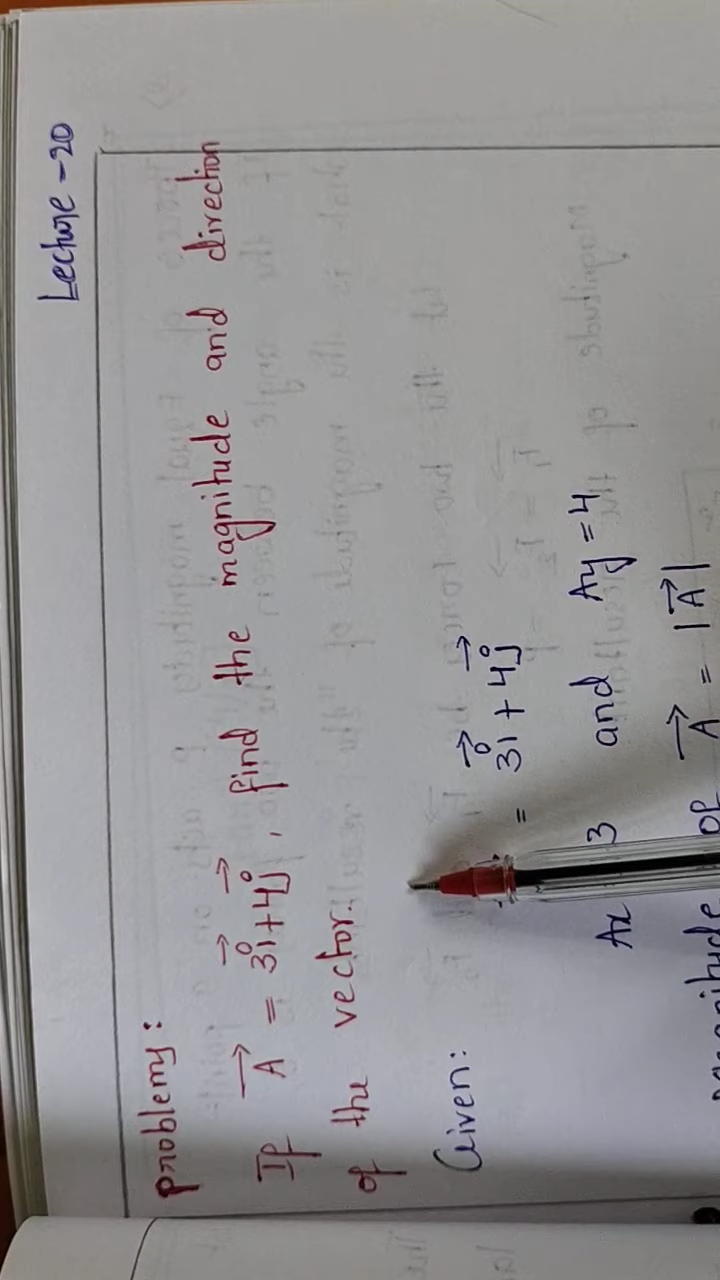 Lecture - 20
problems:
If A⃗ = 3i⃗ + 4j⃗, find the magnitude and direction
of the vector.
Given:
= 3i⃗ + 4j⃗
Ax 3 and Ay = 4
of A⃗ = |A⃗|